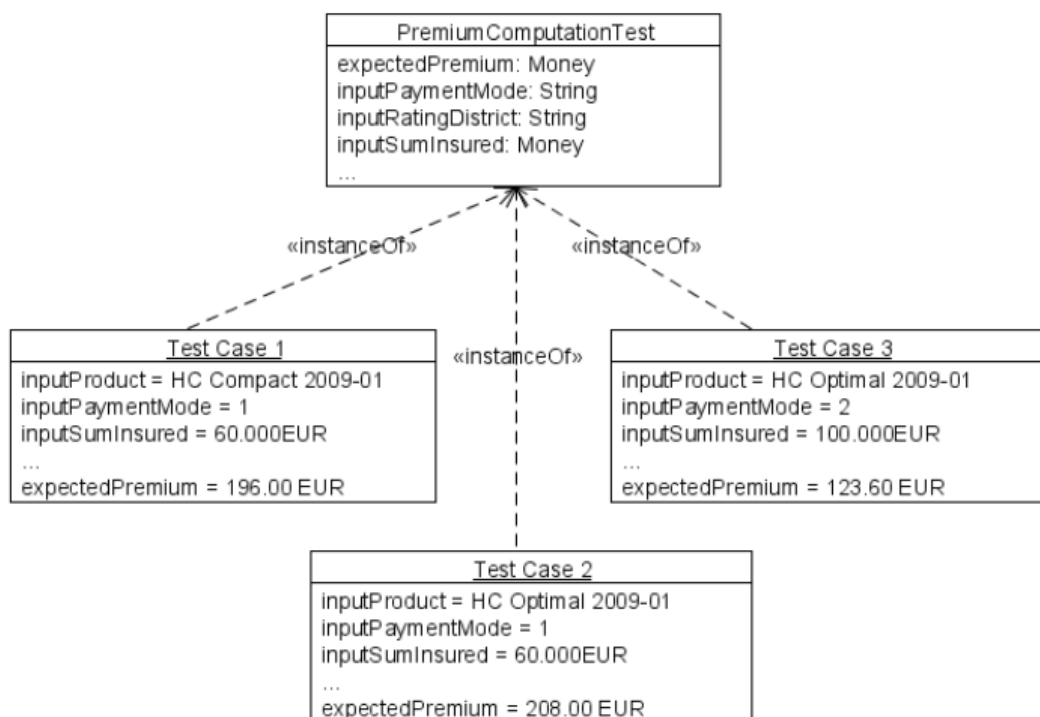 PremiumComputationTest
expectedPremium: Money
inputPaymentMode: String
inputRatingDistrict: String
inputSumInsured: Money
...
«instanceOf»
«instanceOf»
«instanceOf»
Test Case 1
inputProduct = HC Compact 2009-01
inputPaymentMode = 1
inputSumInsured = 60.000EUR
...
expectedPremium = 196.00 EUR
Test Case 3
inputProduct = HC Optimal 2009-01
inputPaymentMode = 2
inputSumInsured = 100.000EUR
...
expectedPremium = 123.60 EUR
Test Case 2
inputProduct = HC Optimal 2009-01
inputPaymentMode = 1
inputSumInsured = 60.000EUR
...
expectedPremium = 208.00 EUR